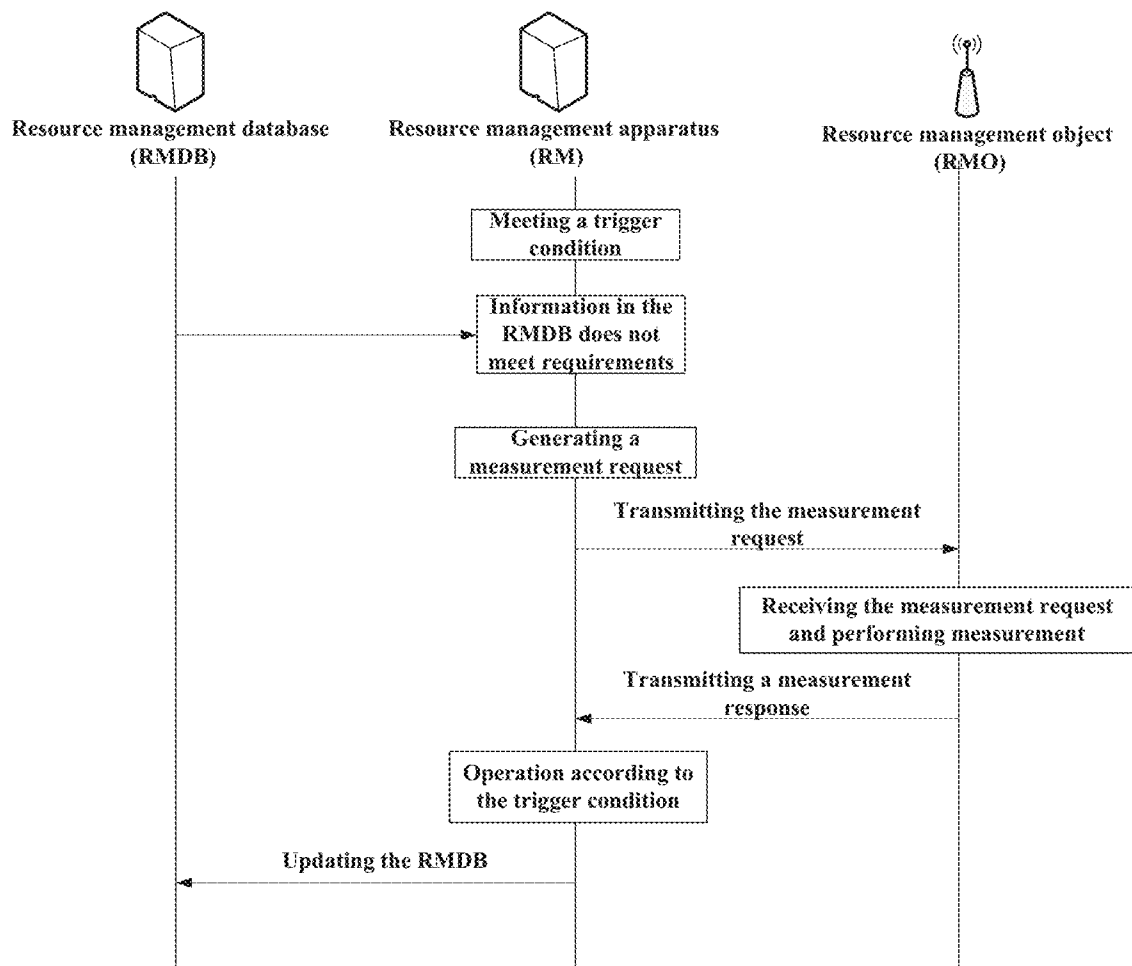 Resource management database
(RMDB)
Resource management apparatus
(RM)
Resource management object
(RMO)
Meeting a trigger
condition
Information in the
RMDB does not
meet requirements
Generating a
measurement request
Transmitting the measurement
request
Receiving the measurement request
and performing measurement
Transmitting a measurement
response
Operation according to
the trigger condition
Updating the RMDB